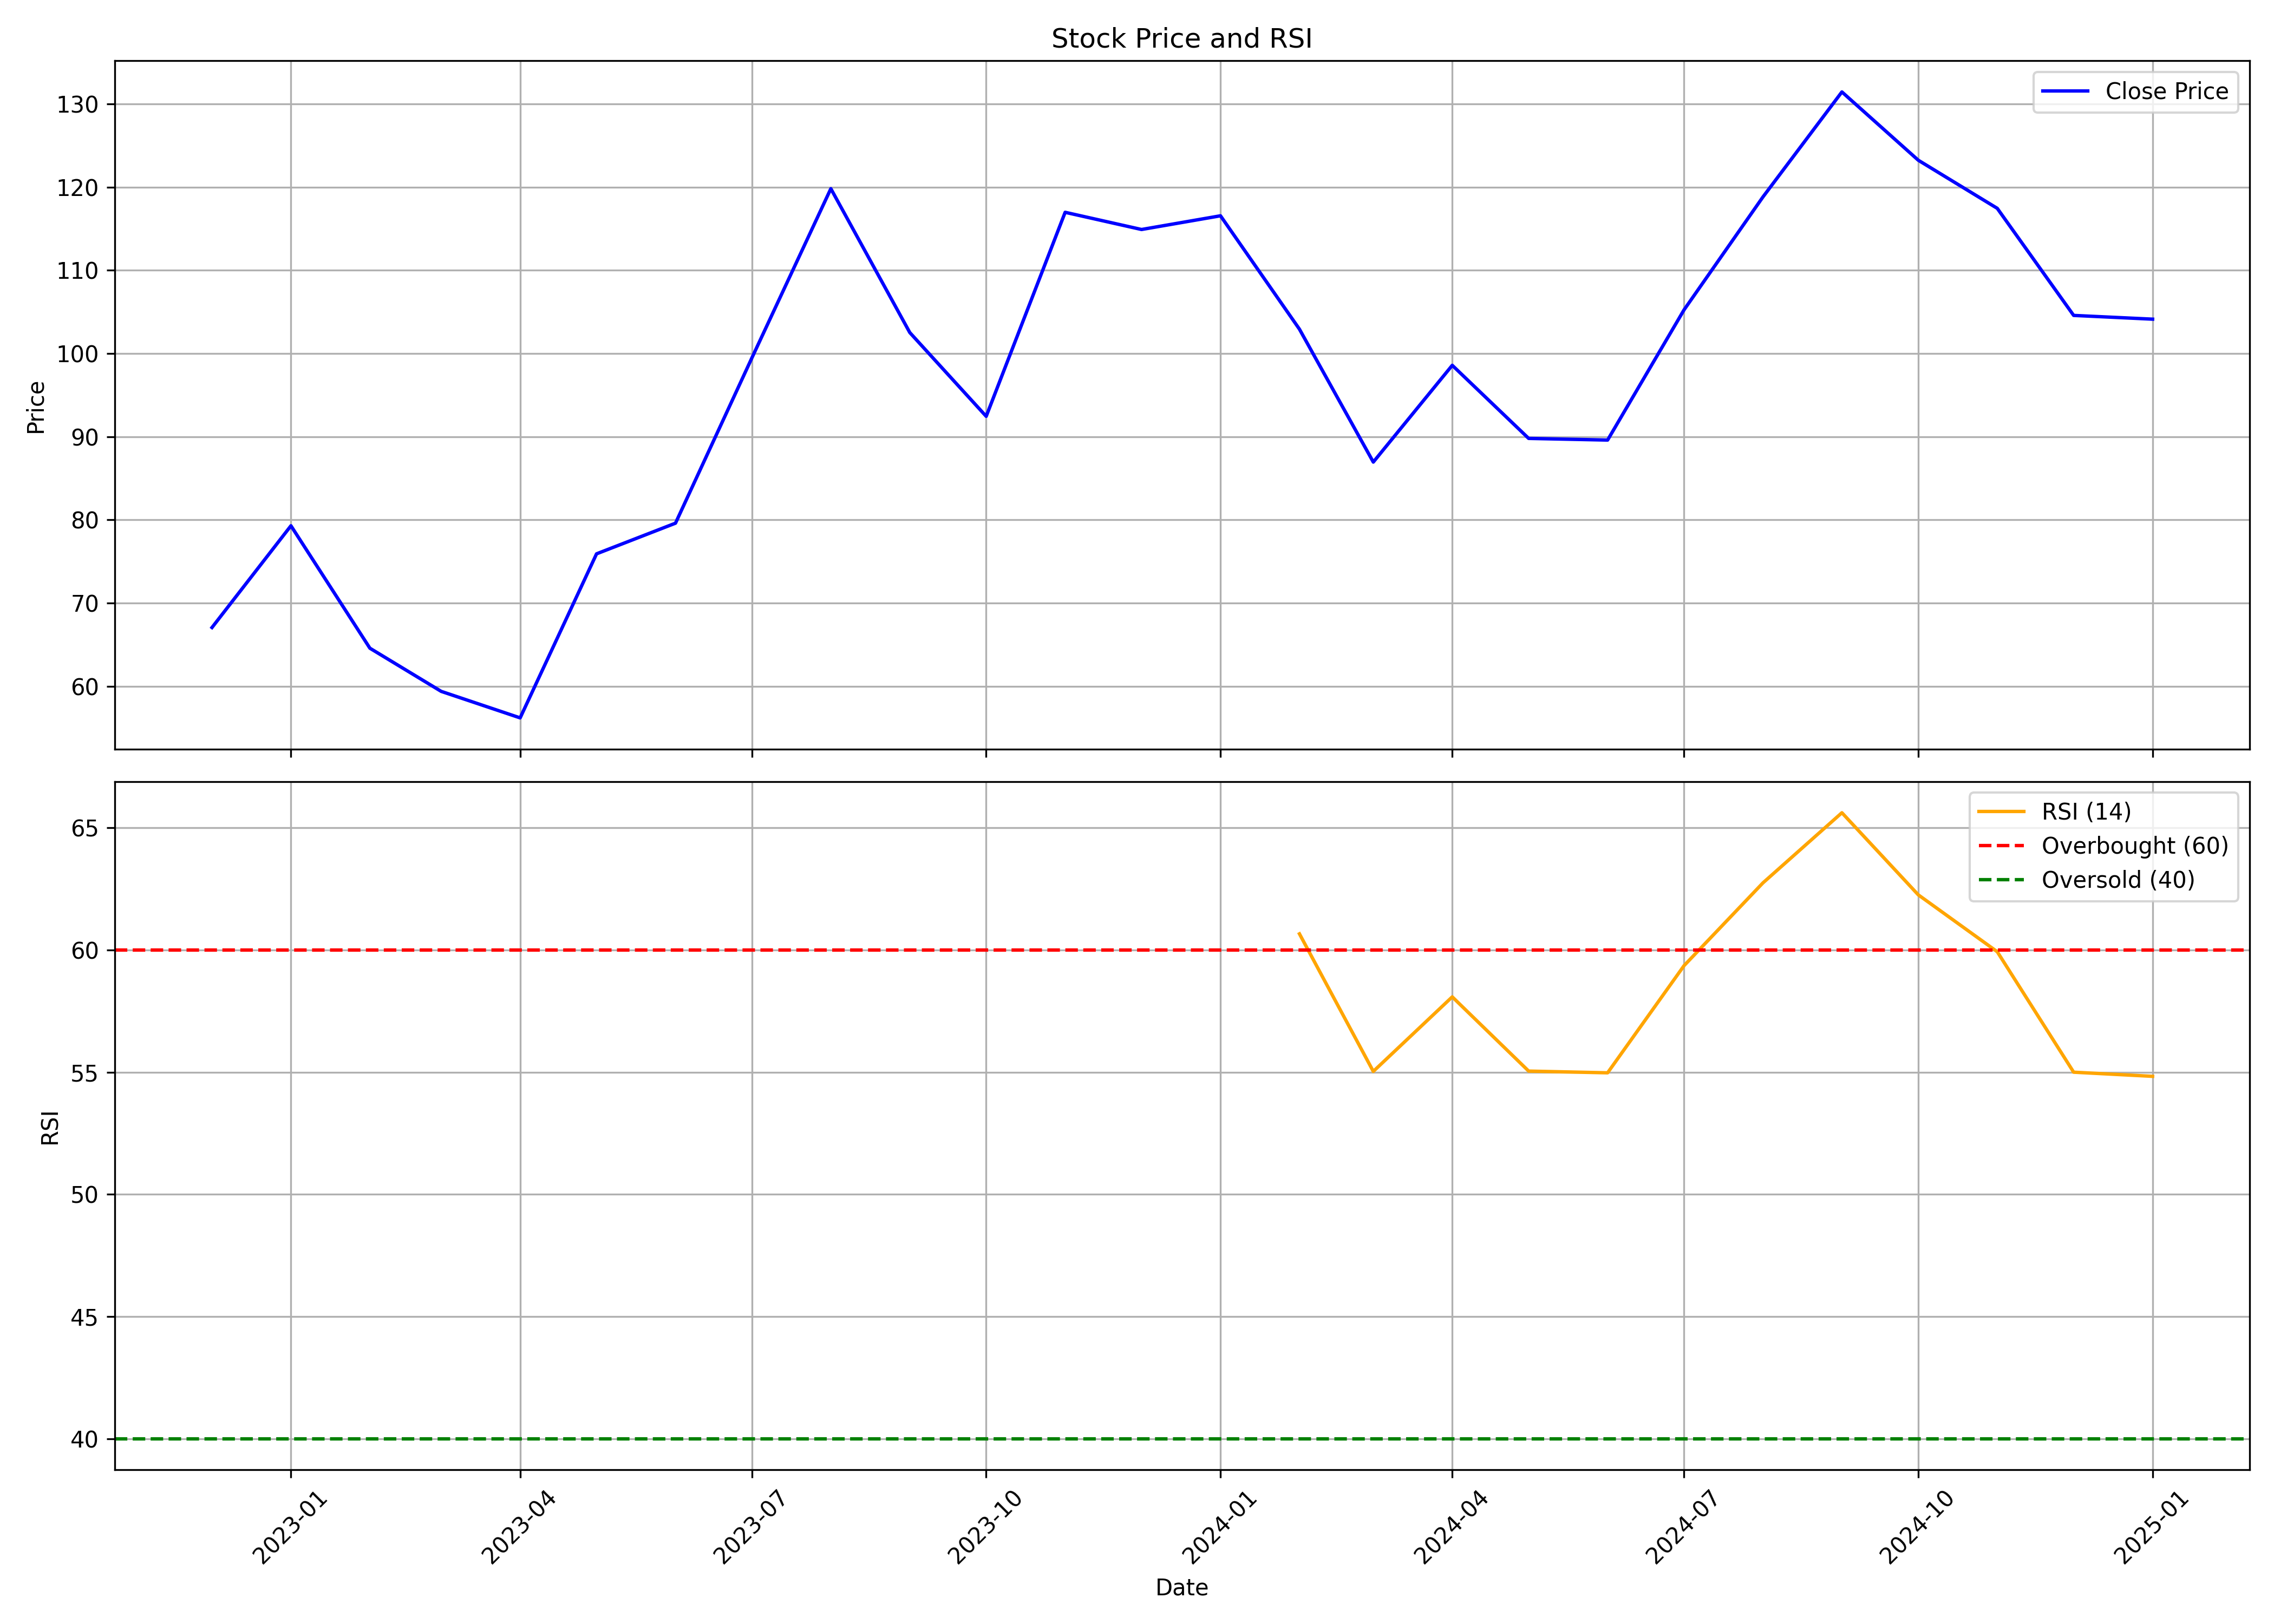 Stock Price and RSI
Close Price
130
120
110
100
90
80
70
60
Price
RSI (14)
Overbought (60)
Oversold (40)
65
60
55
50
45
40
RSI
2023-01
2023-04
2023-07
2023-10
2024-01
2024-04
2024-07
2024-10
2025-01
Date